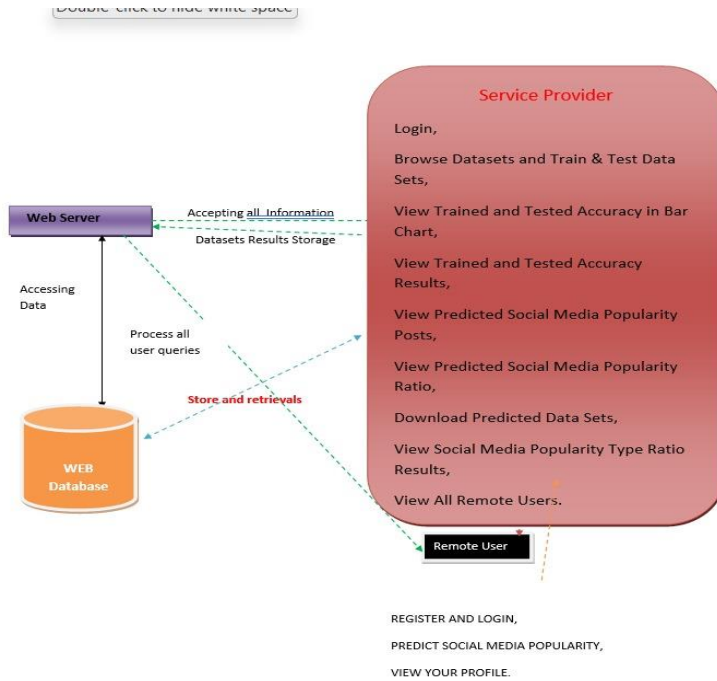 Double-click to hide white space
Service Provider
Login,
Browse Datasets and Train & Test Data
Sets,
View Trained and Tested Accuracy in Bar
Chart,
View Trained and Tested Accuracy
Results,
View Predicted Social Media Popularity
Posts,
View Predicted Social Media Popularity
Ratio,
Download Predicted Data Sets,
View Social Media Popularity Type Ratio
Results,
View All Remote Users.
Web Server
Accepting all Information
Datasets Results Storage
Accessing
Data
Process all
user queries
Store and retrievals
WEB
Database
Remote User
REGISTER AND LOGIN,
PREDICT SOCIAL MEDIA POPULARITY,
VIEW YOUR PROFILE.